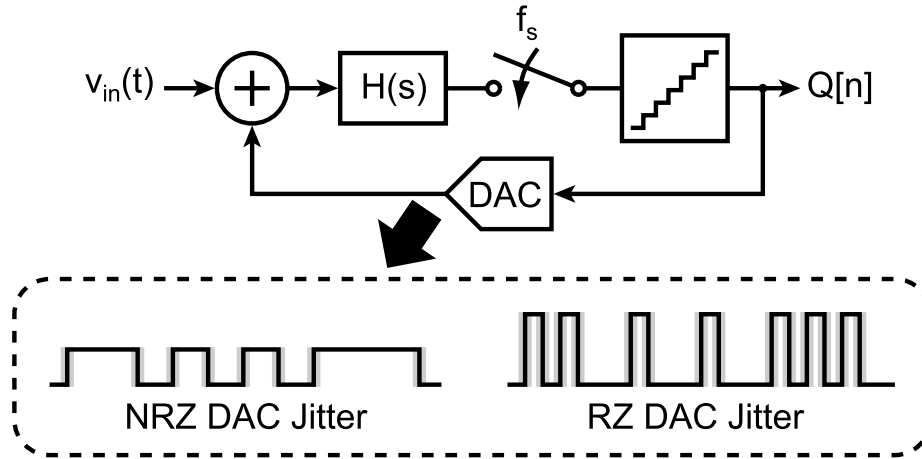 f_s
v_in(t)
H(s)
Q[n]
DAC
NRZ DAC Jitter
RZ DAC Jitter